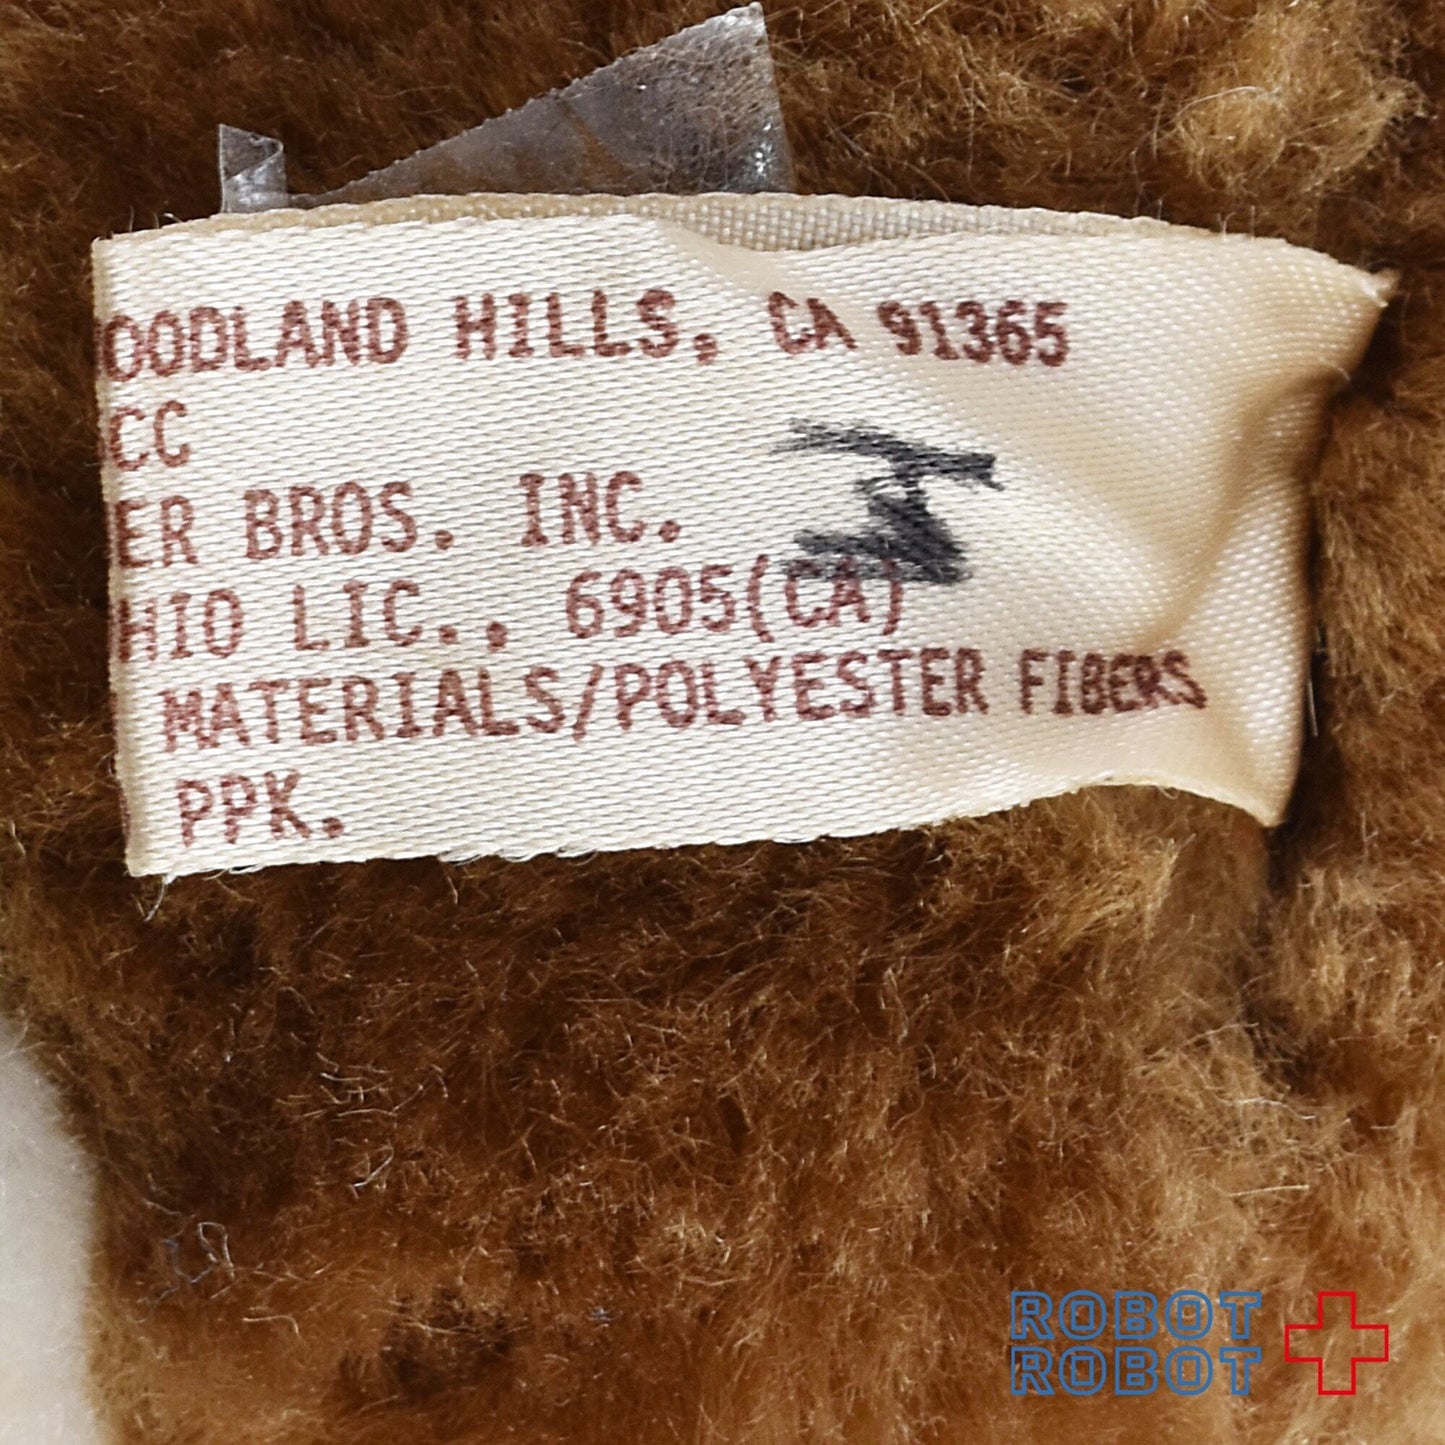 OODLAND HILLS, CA 91365
CC
ER BROS. INC.
HIO LIC., 6905(CA)
MATERIALS/POLYESTER FIBERS
PPK.
ROBOT
ROBOT